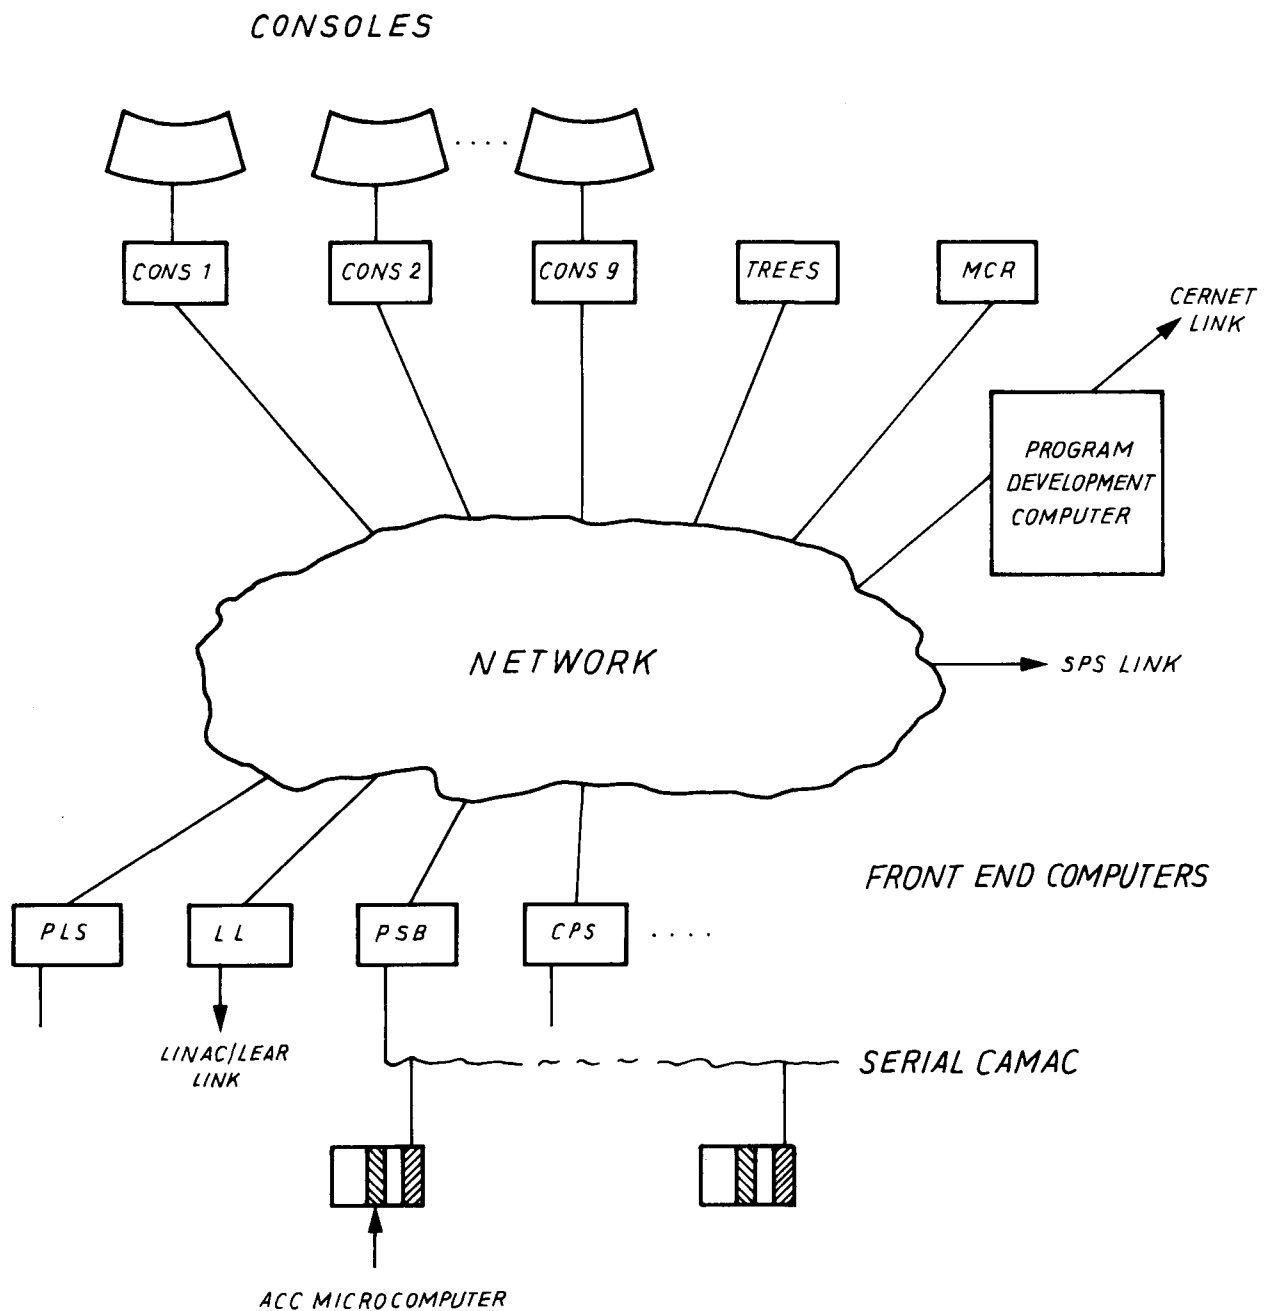 CONSOLES
CONS 1
CONS 2
CONS 9
TREES
MCR
CERNET
LINK
PROGRAM
DEVELOPMENT
COMPUTER
NETWORK
SPS LINK
FRONT END COMPUTERS
PLS
LL
PSB
CPS
LINAC/LEAR
LINK
SERIAL CAMAC
ACC MICROCOMPUTER